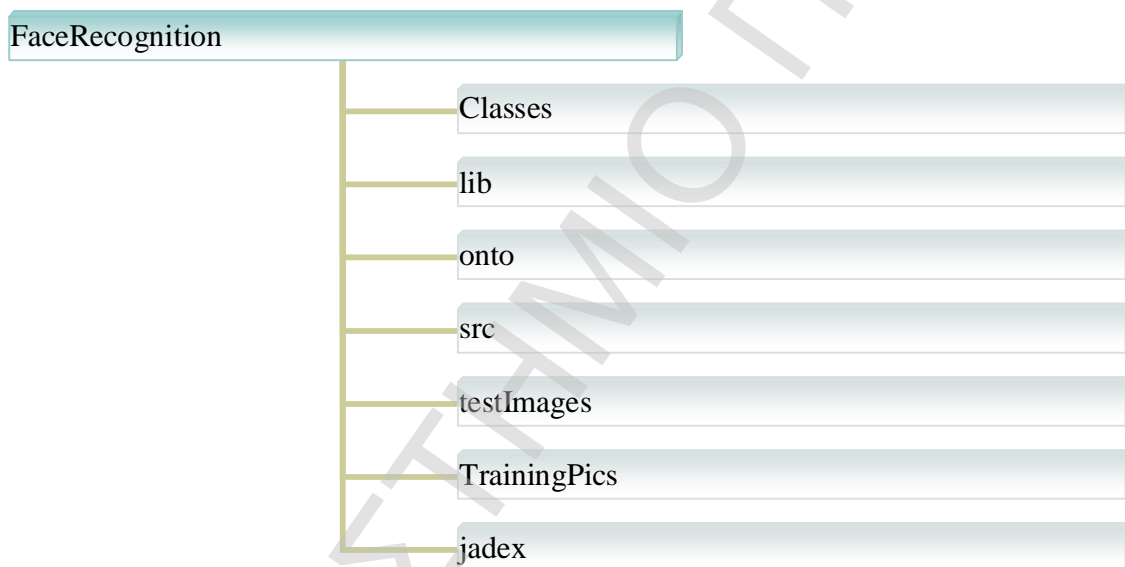 FaceRecognition
Classes
lib
onto
src
testImages
TrainingPics
jadex